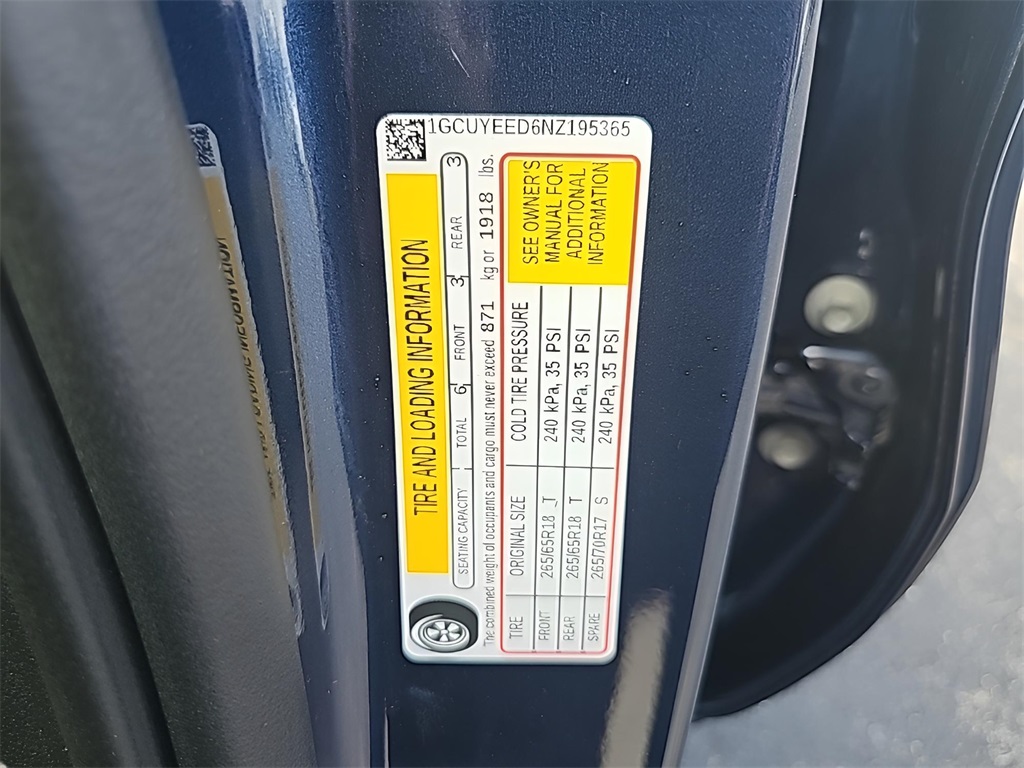 1GCUYEED6NZ195365
TIRE AND LOADING INFORMATION
SEATING CAPACITY TOTAL 6 FRONT 3 REAR 3
The combined weight of occupants and cargo must never exceed 871 kg or 1918 lbs.
TIRE ORIGINAL SIZE COLD TIRE PRESSURE
FRONT 265/65R18 T 240 kPa, 35 PSI
REAR 265/65R18 T 240 kPa, 35 PSI
SPARE 265/70R17 S 240 kPa, 35 PSI
SEE OWNER'S
MANUAL FOR
ADDITIONAL
INFORMATION